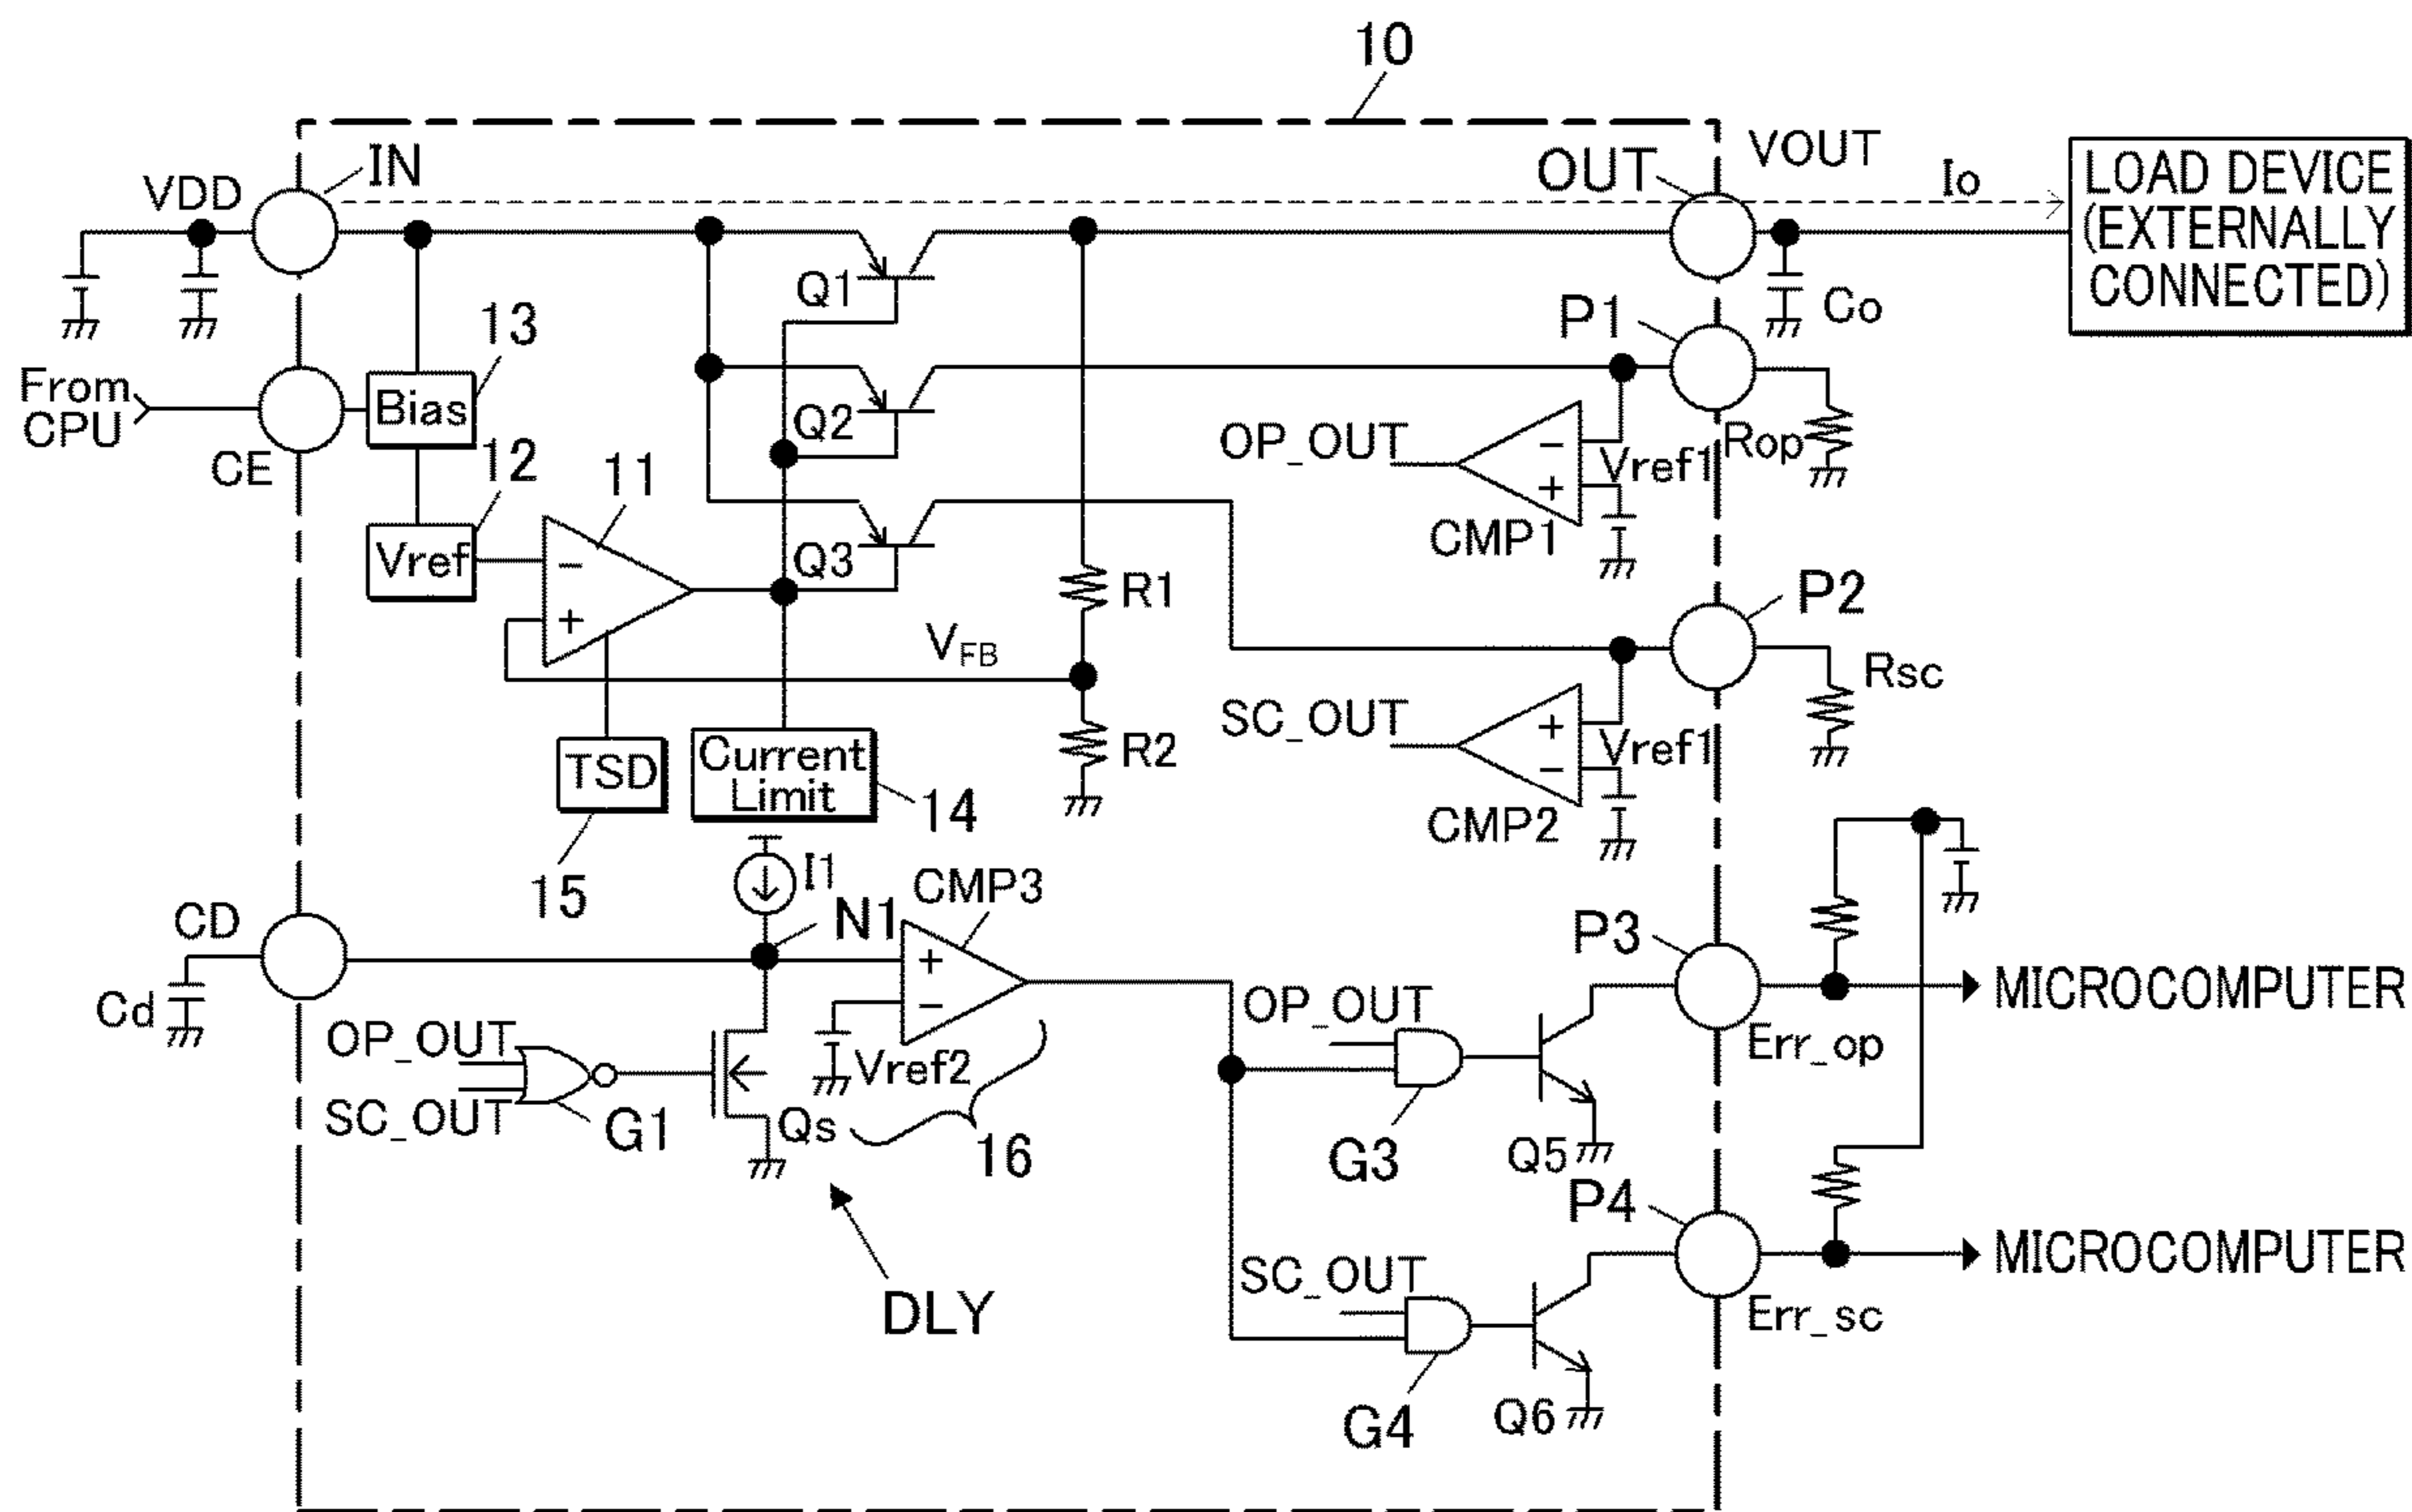 10
VDD
IN
OUT
VOUT
Io
LOAD DEVICE
(EXTERNALLY
CONNECTED)
Q1
Co
P1
13
From
CPU
Bias
CE
12
Q2
OP_OUT
−
+
Vref1
Rop
CMP1
11
Vref
−
+
Q3
R1
P2
VFB
Rsc
SC_OUT
+
−
Vref1
CMP2
TSD
Current
Limit
R2
14
15
I1
CMP3
CD
N1
+
−
P3
MICROCOMPUTER
Cd
OP_OUT
SC_OUT
G1
Qs
Vref2
16
OP_OUT
G3
Q5
Err_op
P4
DLY
SC_OUT
G4
Q6
Err_sc
MICROCOMPUTER